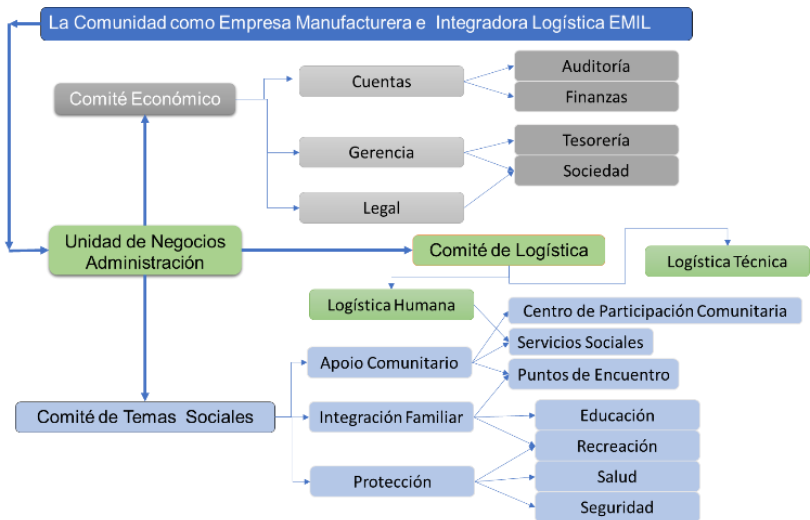 La Comunidad como Empresa Manufacturera e Integradora Logística EMIL
Auditoría
Cuentas
Comité Económico
Finanzas
Tesorería
Gerencia
Sociedad
Legal
Unidad de Negocios
Administración
Comité de Logística
Logística Técnica
Logística Humana
Centro de Participación Comunitaria
Servicios Sociales
Apoio Comunitario
Puntos de Encuentro
Comité de Temas Sociales
Integración Familiar
Educación
Recreación
Protección
Salud
Seguridad